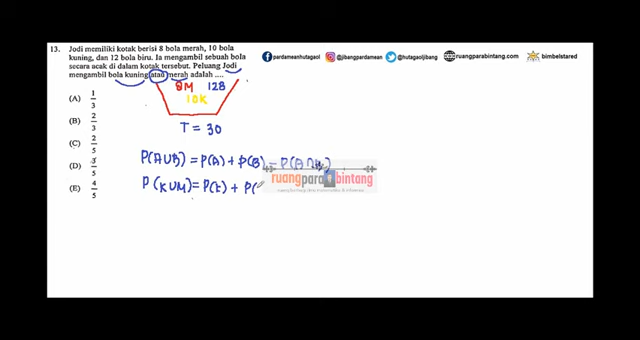 13. Jodi memiliki kotak berisi 8 bola merah, 10 bola
kuning, dan 12 bola biru. Ia mengambil sebuah bola
secara acak di dalam kotak tersebut. Peluang Jodi
mengambil bola kuning atau merah adalah ....
pardameanhutagaol @jibangpardamean @hutagaoljibang ruangparabintang.com bimbelstared
8M 12B
10K
(A) 1/3
(B) 2/3
(C) 2/5
(D) 3/5
(E) 4/5
T = 30
P(AUB) = P(A) + P(B) - P(A∩B)
ruangparabintang
P(KUM) = P(K) + P(